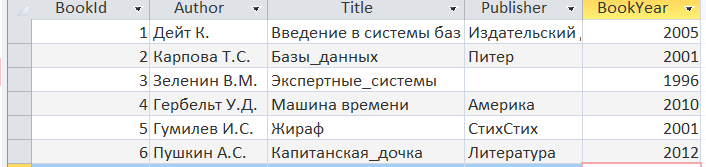 BookId Author Title Publisher BookYear
1 Дейт К. Введение в системы баз Издательский 2005
2 Карпова Т.С. Базы_данных Питер 2001
3 Зеленин В.М. Экспертные_системы 1996
4 Гербельт У.Д. Машина времени Америка 2010
5 Гумилев И.С. Жираф СтихСтих 2001
6 Пушкин А.С. Капитанская_дочка Литература 2012